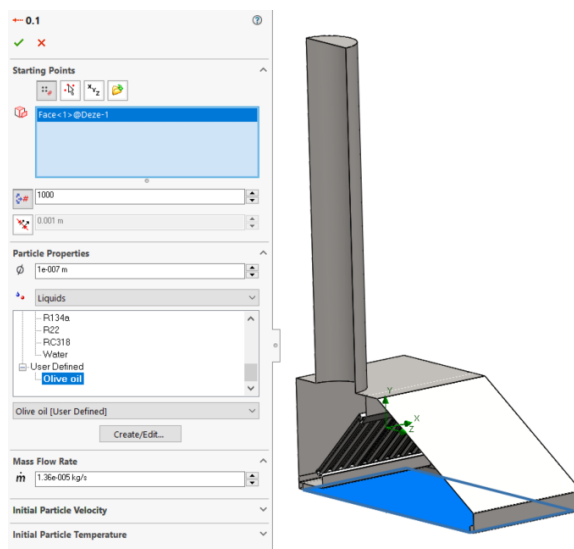 0.1
Starting Points
Face<1>@Deze-1
1000
0.001 m
Particle Properties
1e-007 m
Liquids
R134a
R22
RC318
Water
User Defined
Olive oil
Olive oil [User Defined]
Create/Edit...
Mass Flow Rate
ṁ 1.36e-005 kg/s
Initial Particle Velocity
Initial Particle Temperature
Y
X
Z